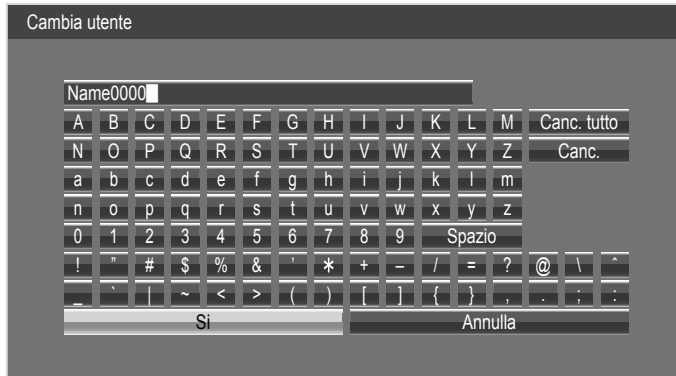 Cambia utente
Name0000
A B C D E F G H I J K L M Canc. tutto
N O P Q R S T U V W X Y Z Canc.
a b c d e f g h i j k l m
n o p q r s t u v w x y z
0 1 2 3 4 5 6 7 8 9 Spazio
! " # $ % & ' * + – / = ? @ \ ^
_ ` | ~ < > ( ) [ ] { } , . ; :
Si Annulla